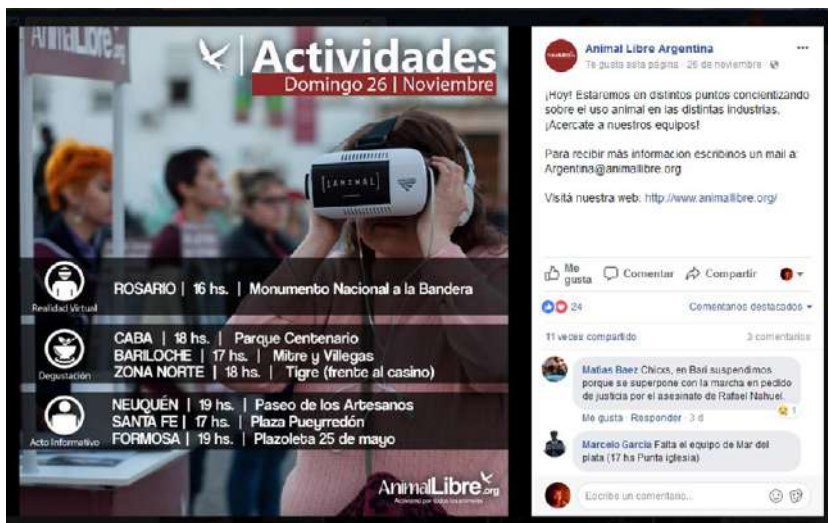 AnimalLibre.org
Actividades
Domingo 26 | Noviembre
[ IANIMAL ]
Realidad Virtual
ROSARIO | 16 hs. | Monumento Nacional a la Bandera
Degustación
CABA | 18 hs. | Parque Centenario
BARILOCHE | 17 hs. | Mitre y Villegas
ZONA NORTE | 18 hs. | Tigre (frente al casino)
Acto Informativo
NEUQUÉN | 19 hs. | Paseo de los Artesanos
SANTA FE | 17 hs. | Plaza Pueyrredón
FORMOSA | 19 hs. | Plazoleta 25 de mayo
AnimalLibre.org
Activismo por todos los animales
Animal Libre Argentina
Te gusta esta página · 26 de noviembre ·
¡Hoy! Estaremos en distintos puntos concientizando
sobre el uso animal en las distintas industrias.
¡Acercate a nuestros equipos!
Para recibir más informacion escribinos un mail a:
Argentina@animallibre.org
Visitá nuestra web: http://www.animallibre.org/
Me gusta
Comentar
Compartir
24
Comentarios destacados
11 veces compartido
3 comentarios
Matias Baez Chicxs, en Bari suspendimos
porque se superpone con la marcha en pedido
de justicia por el asesinato de Rafael Nahuel.
1
Me gusta · Responder · 3 d
Marcelo García Falta el equipo de Mar del
plata (17 hs Punta iglesia)
Escribe un comentario...